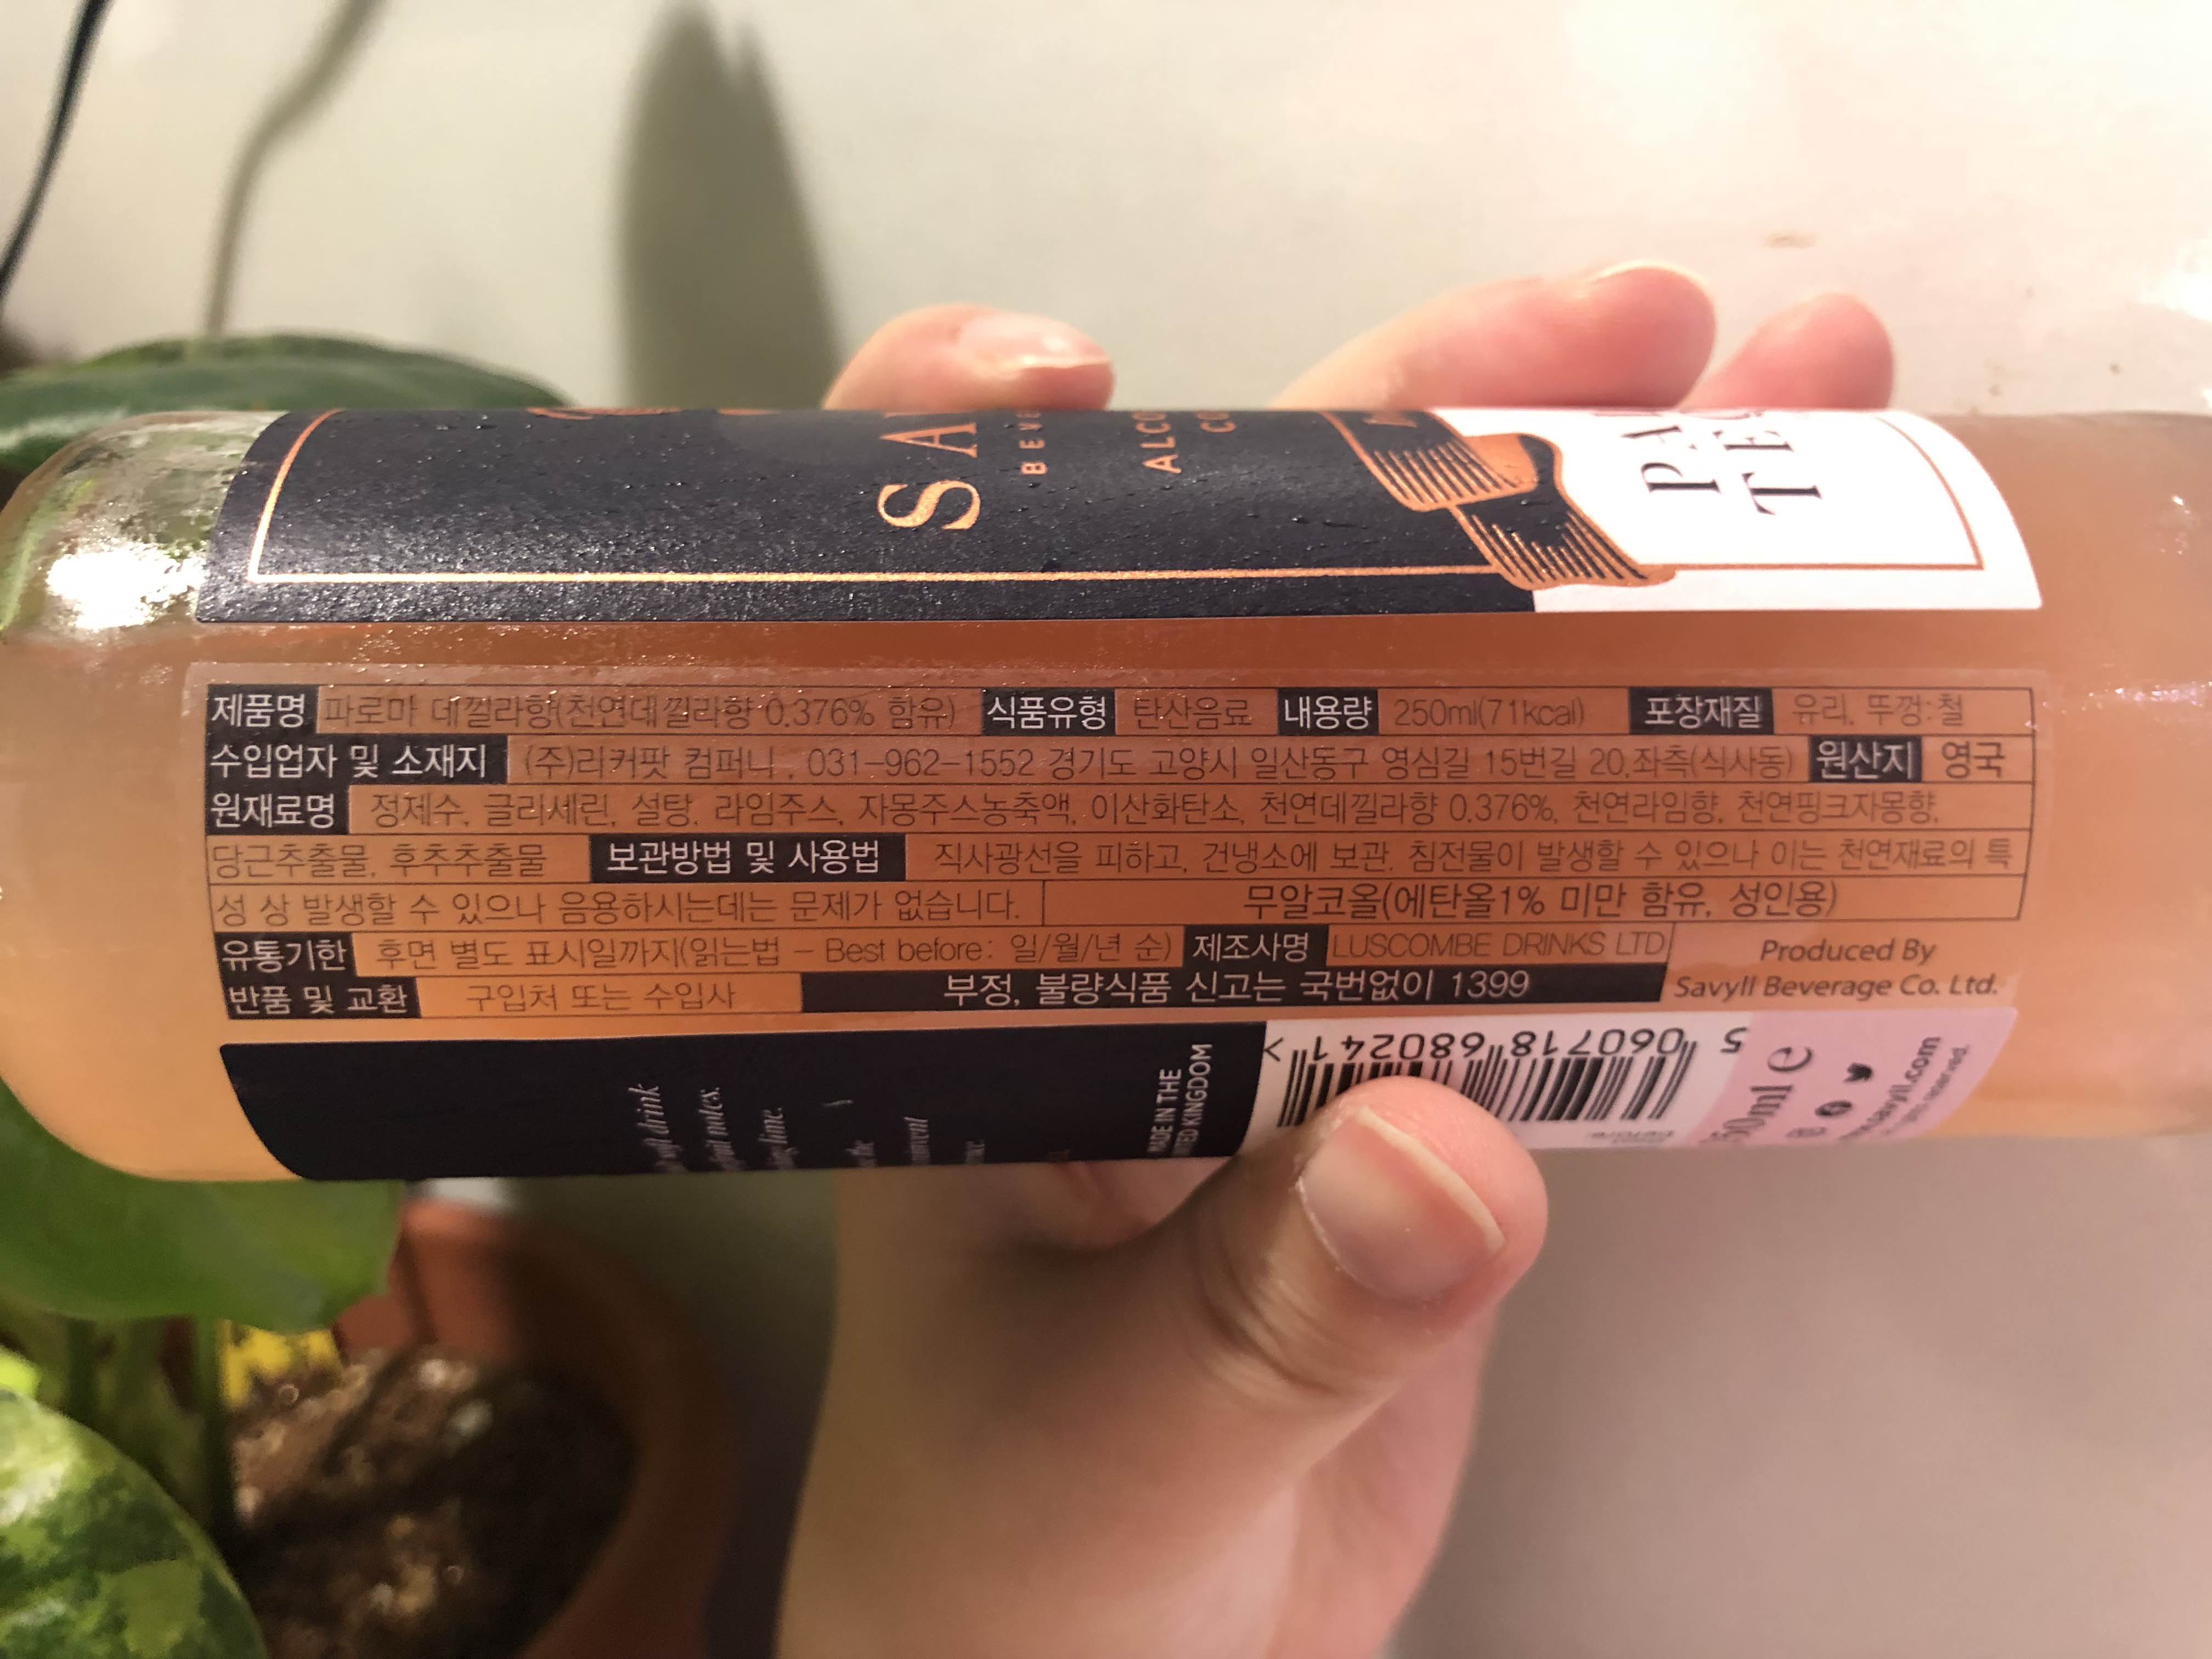 SA
BEVE
ALCO
CO
PA
TEQ
제품명 파로마 데낄라향(천연데낄라향 0.376% 함유) 식품유형 탄산음료 내용량 250ml(71kcal) 포장재질 유리, 뚜껑:철
수입업자 및 소재지 (주)리커팟 컴퍼니, 031-962-1552 경기도 고양시 일산동구 영심길 15번길 20,좌측(식사동) 원산지 영국
원재료명 정제수, 글리세린, 설탕, 라임주스, 자몽주스농축액, 이산화탄소, 천연데낄라향 0.376%, 천연라임향, 천연핑크자몽향,
당근추출물, 후추추출물 보관방법 및 사용법 직사광선을 피하고, 건냉소에 보관. 침전물이 발생할 수 있으나 이는 천연재료의 특
성 상 발생할 수 있으나 음용하시는데는 문제가 없습니다. 무알코올(에탄올1% 미만 함유, 성인용)
유통기한 후면 별도 표시일까지(읽는법 - Best before: 일/월/년 순) 제조사명 LUSCOMBE DRINKS LTD
반품 및 교환 구입처 또는 수입사 부정, 불량식품 신고는 국번없이 1399
Produced By
Savyll Beverage Co. Ltd.
soft drink
notes.
lime.
MADE IN THE
UNITED KINGDOM
5 060718 680241 >
50ml e
savyll.com
reserved.